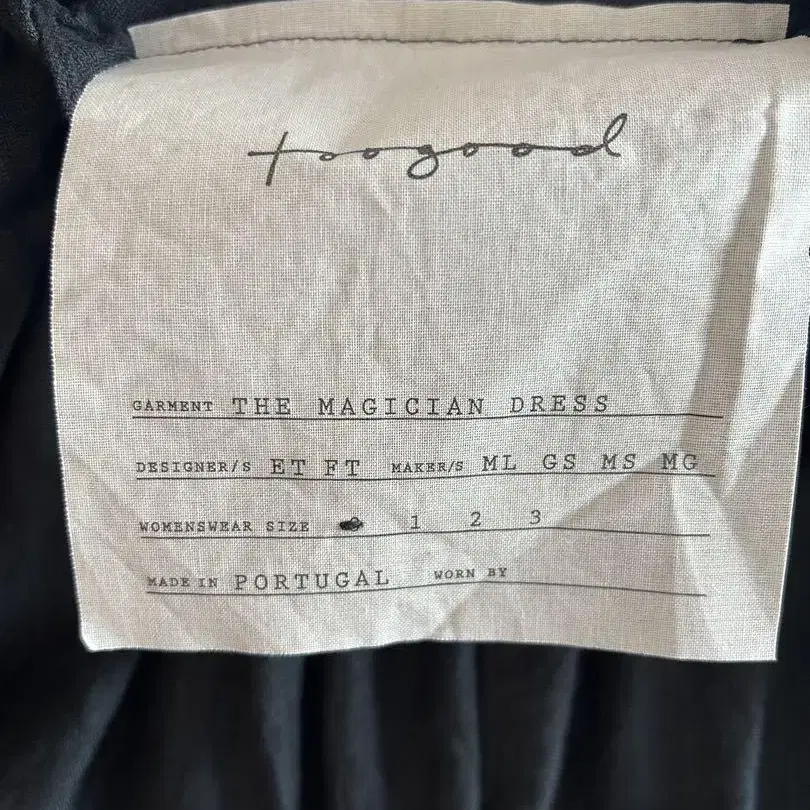 toogood
GARMENT THE MAGICIAN DRESS
DESIGNER/S ET FT MAKER/S ML GS MS MG
WOMENSWEAR SIZE 1 2 3
MADE IN PORTUGAL WORN BY